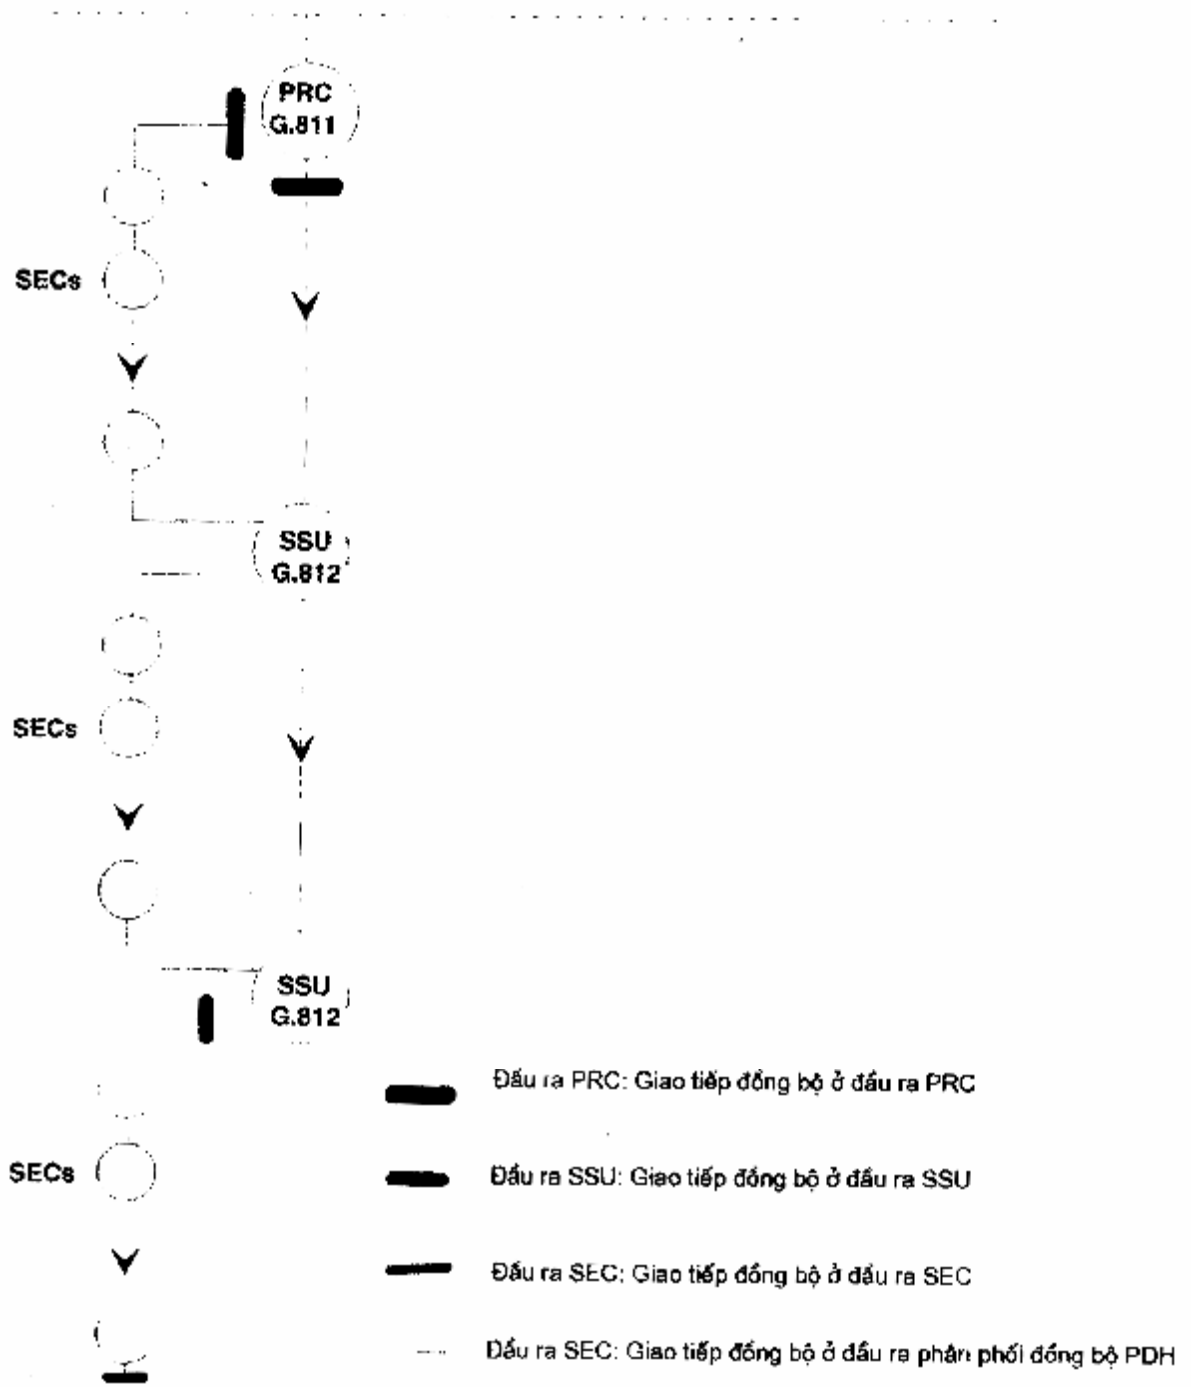 PRC
G.811
SECs
SSU
G.812
SECs
SSU
G.812
Đầu ra PRC: Giao tiếp đồng bộ ở đầu ra PRC
SECs
Đầu ra SSU: Giao tiếp đồng bộ ở đầu ra SSU
Đầu ra SEC: Giao tiếp đồng bộ ở đầu ra SEC
Đầu ra SEC: Giao tiếp đồng bộ ở đầu ra phân phối đồng bộ PDH